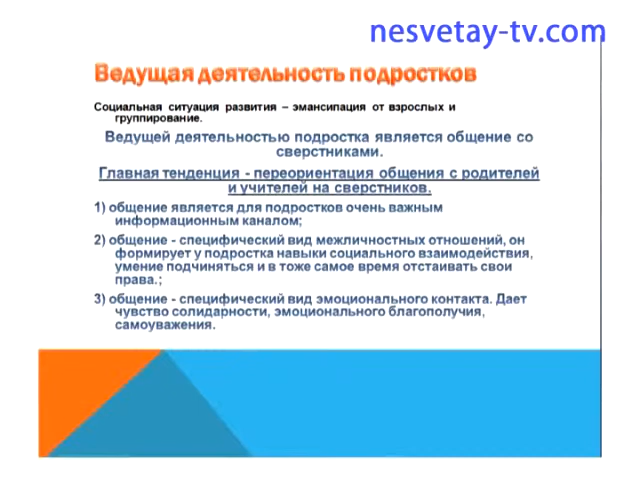 nesvetay-tv.com
Ведущая деятельность подростков
Социальная ситуация развития – эмансипация от взрослых и
группирование.
Ведущей деятельностью подростка является общение со
сверстниками.
Главная тенденция - переориентация общения с родителей
и учителей на сверстников.
1) общение является для подростков очень важным
информационным каналом;
2) общение - специфический вид межличностных отношений, он
формирует у подростка навыки социального взаимодействия,
умение подчиняться и в тоже самое время отстаивать свои
права.;
3) общение - специфический вид эмоционального контакта. Дает
чувство солидарности, эмоционального благополучия,
самоуважения.